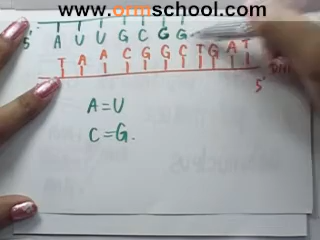 www.ormschool.com
5' A U U G C G G
T A A C G G C T G A T
5'
A=U
C=G.